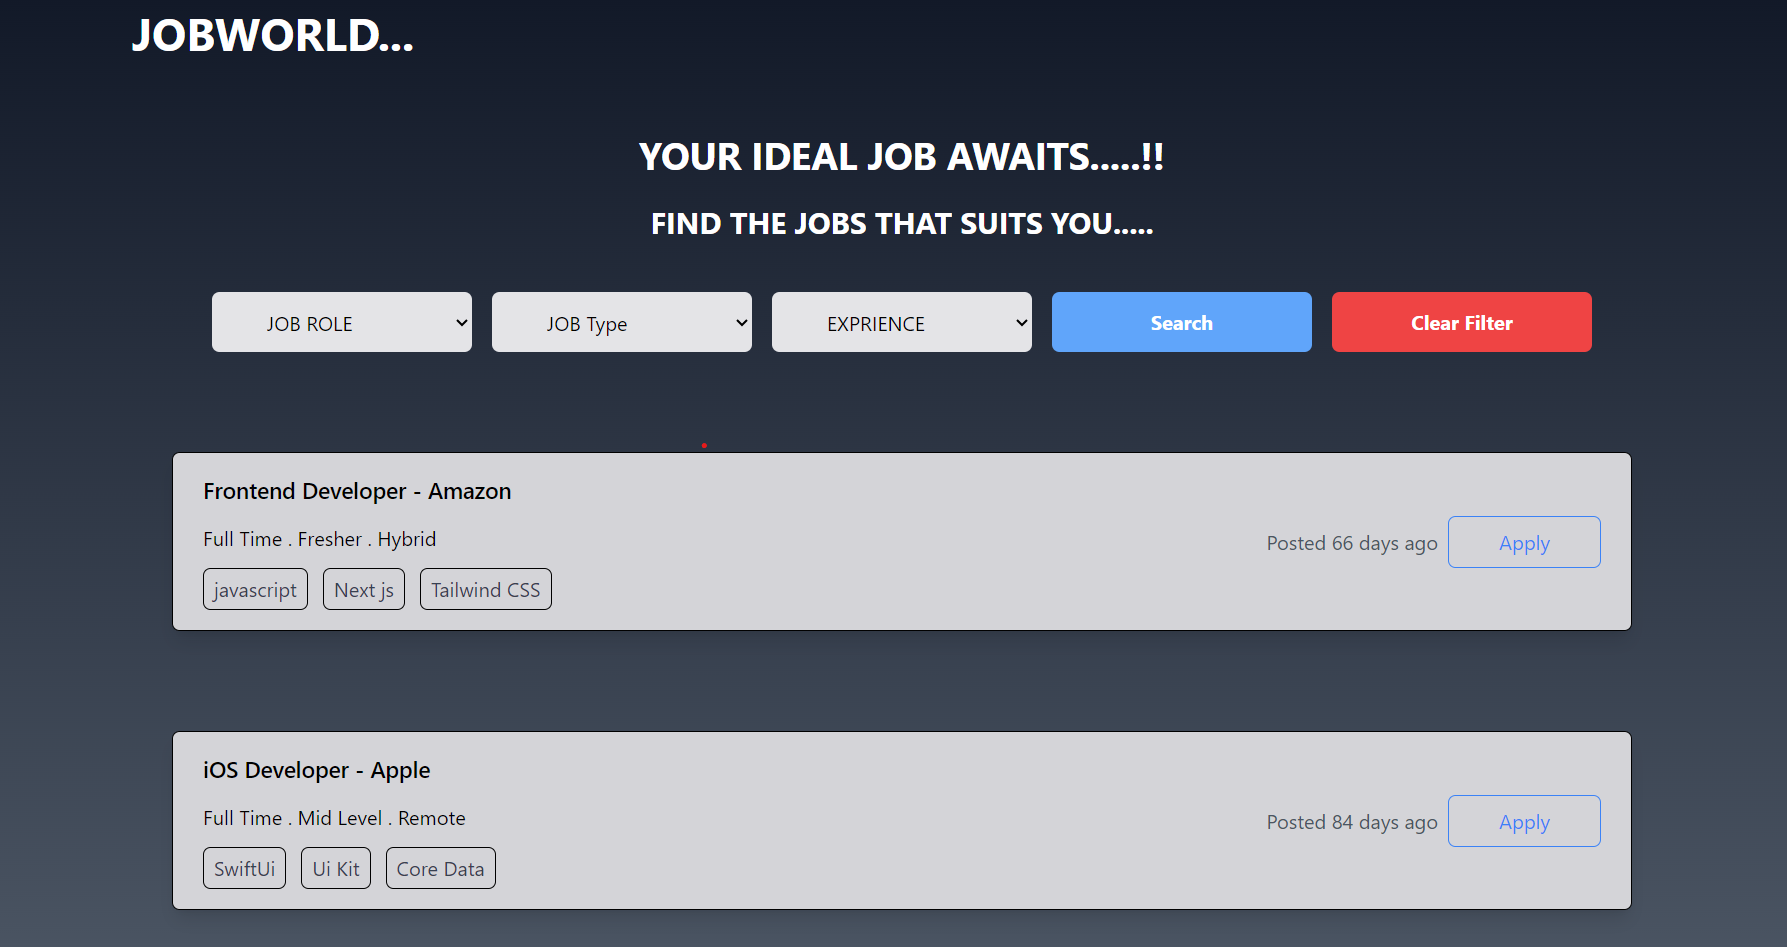 JOBWORLD...
YOUR IDEAL JOB AWAITS.....!!
FIND THE JOBS THAT SUITS YOU.....
JOB ROLE JOB Type EXPRIENCE Search Clear Filter
Frontend Developer - Amazon
Full Time . Fresher . Hybrid
Posted 66 days ago Apply
javascript Next js Tailwind CSS
iOS Developer - Apple
Full Time . Mid Level . Remote
Posted 84 days ago Apply
SwiftUi Ui Kit Core Data